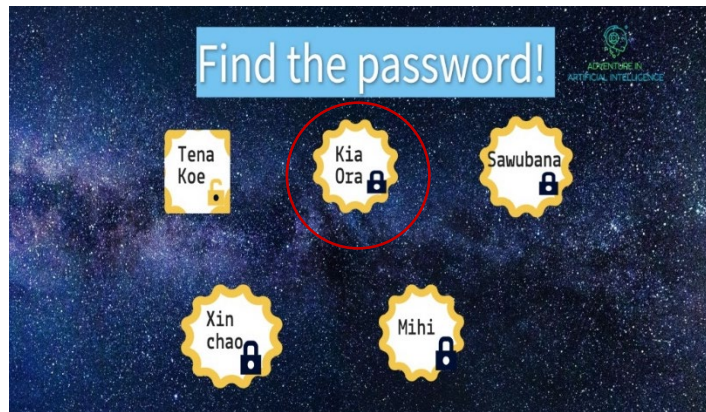 Find the password!
ADVENTURE IN
ARTIFICIAL INTELLIGENCE
Tena
Koe
Kia
Ora
Sawubana
Xin
chao
Mihi